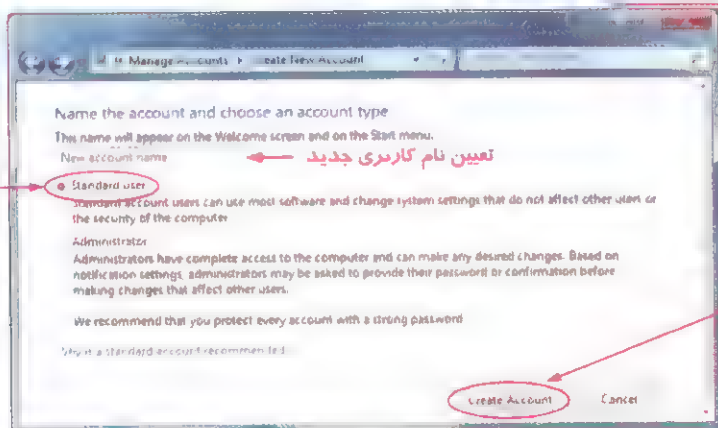 Manage Accounts ▸ Create New Account
Name the account and choose an account type
This name will appear on the Welcome screen and on the Start menu.
New account name
تعیین نام کاربری جدید
Standard user
Standard account users can use most software and change system settings that do not affect other users or
the security of the computer
Administrator
Administrators have complete access to the computer and can make any desired changes. Based on
notification settings, administrators may be asked to provide their password or confirmation before
making changes that affect other users.
We recommend that you protect every account with a strong password
Why is a standard account recommended
Create Account
Cancel